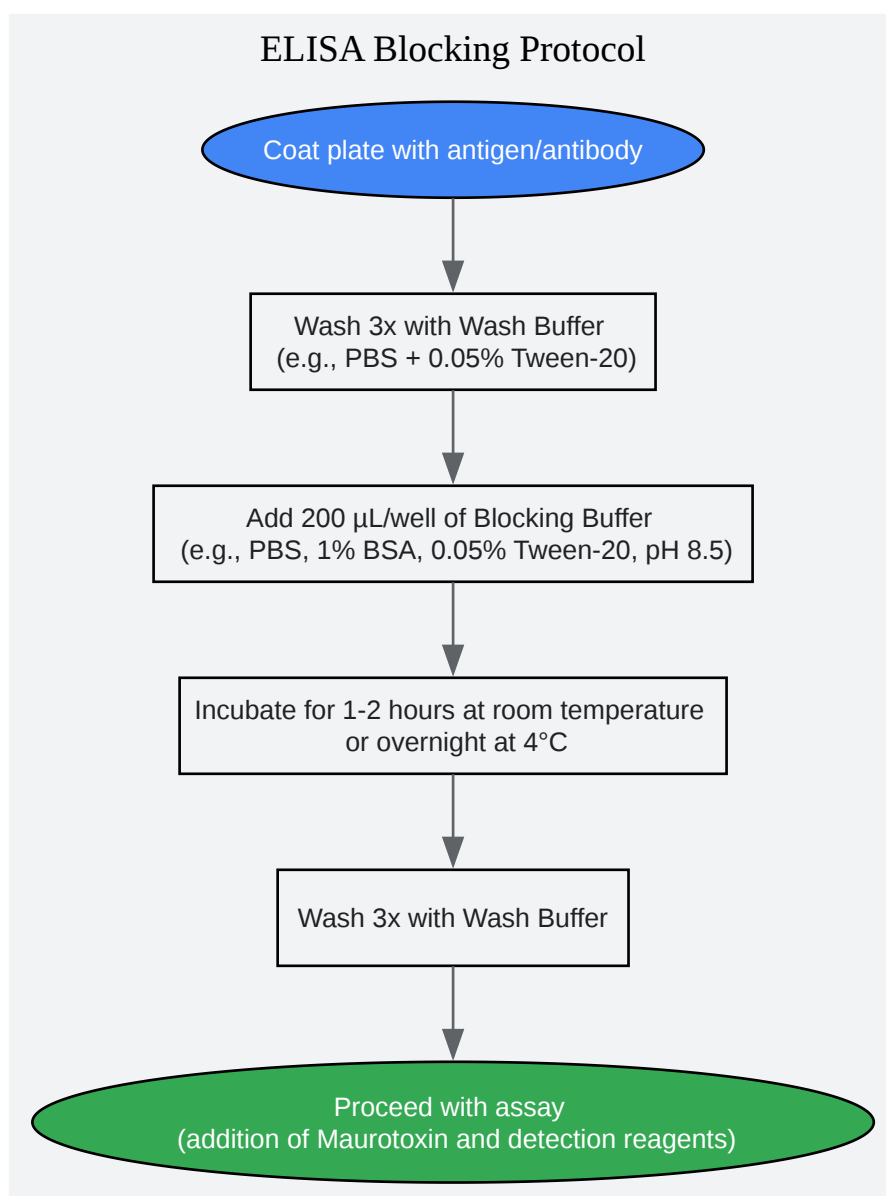 ELISA Blocking Protocol
Coat plate with antigen/antibody
Wash 3x with Wash Buffer
(e.g., PBS + 0.05% Tween-20)
Add 200 µL/well of Blocking Buffer
(e.g., PBS, 1% BSA, 0.05% Tween-20, pH 8.5)
Incubate for 1-2 hours at room temperature
or overnight at 4°C
Wash 3x with Wash Buffer
Proceed with assay
(addition of Maurotoxin and detection reagents)